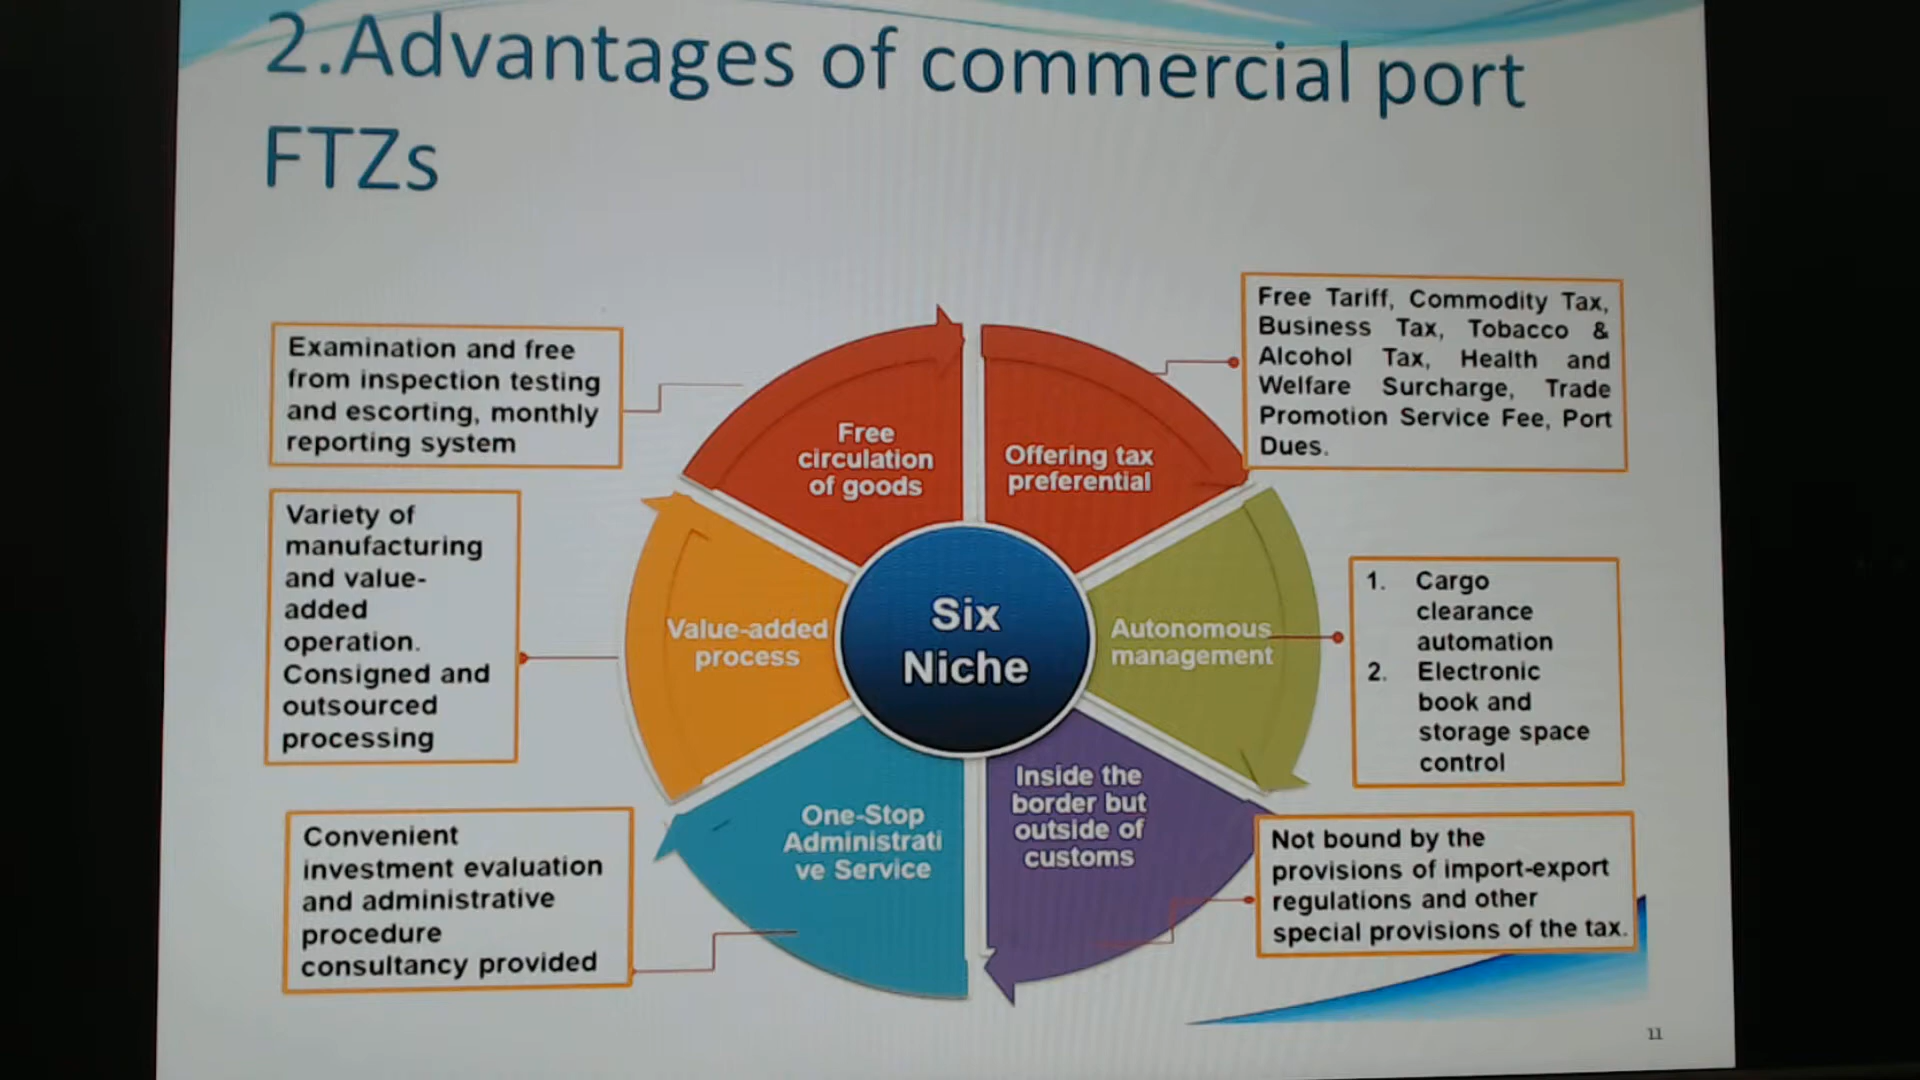 2.Advantages of commercial port
FTZs
Examination and free
from inspection testing
and escorting, monthly
reporting system
Free
circulation
of goods
Offering tax
preferential
Free Tariff, Commodity Tax,
Business Tax, Tobacco &
Alcohol Tax, Health and
Welfare Surcharge, Trade
Promotion Service Fee, Port
Dues.
Variety of
manufacturing
and value-
added
operation.
Consigned and
outsourced
processing
Value-added
process
Six
Niche
Autonomous
management
1. Cargo
clearance
automation
2. Electronic
book and
storage space
control
Convenient
investment evaluation
and administrative
procedure
consultancy provided
One-Stop
Administrati
ve Service
Inside the
border but
outside of
customs
Not bound by the
provisions of import-export
regulations and other
special provisions of the tax.
11